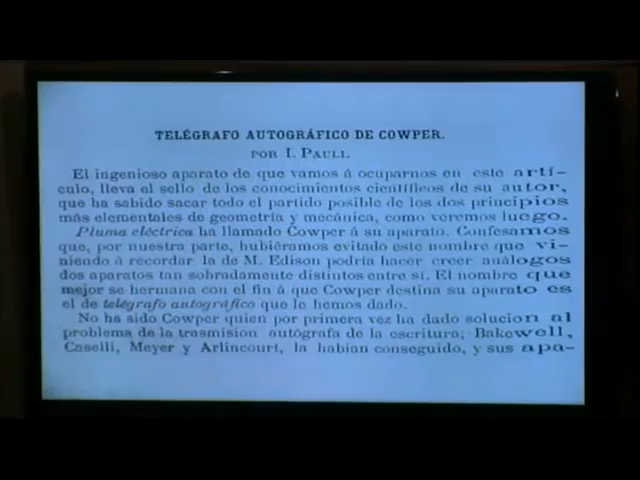 TELÉGRAFO AUTOGRÁFICO DE COWPER.
POR I. PAULI.
El ingenioso aparato de que vamos á ocuparnos en este artí-
culo, lleva el sello de los conocimientos científicos de su autor,
que ha sabido sacar todo el partido posible de los dos principios
más elementales de geometría y mecánica, como veremos luego.
Pluma eléctrica ha llamado Cowper á su aparato. Confesamos
que, por nuestra parte, hubiéramos evitado este nombre que vi-
niendo á recordar la de M. Edison podría hacer creer análogos
dos aparatos tan sobradamente distintos entre sí. El nombre que
mejor se hermana con el fin á que Cowper destina su aparato es
el de telégrafo autográfico que le hemos dado.
No ha sido Cowper quien por primera vez ha dado solucion al
problema de la trasmision autógrafa de la escritura; Bakewell,
Caselli, Meyer y Arlincourt, la habian conseguido, y sus apa-